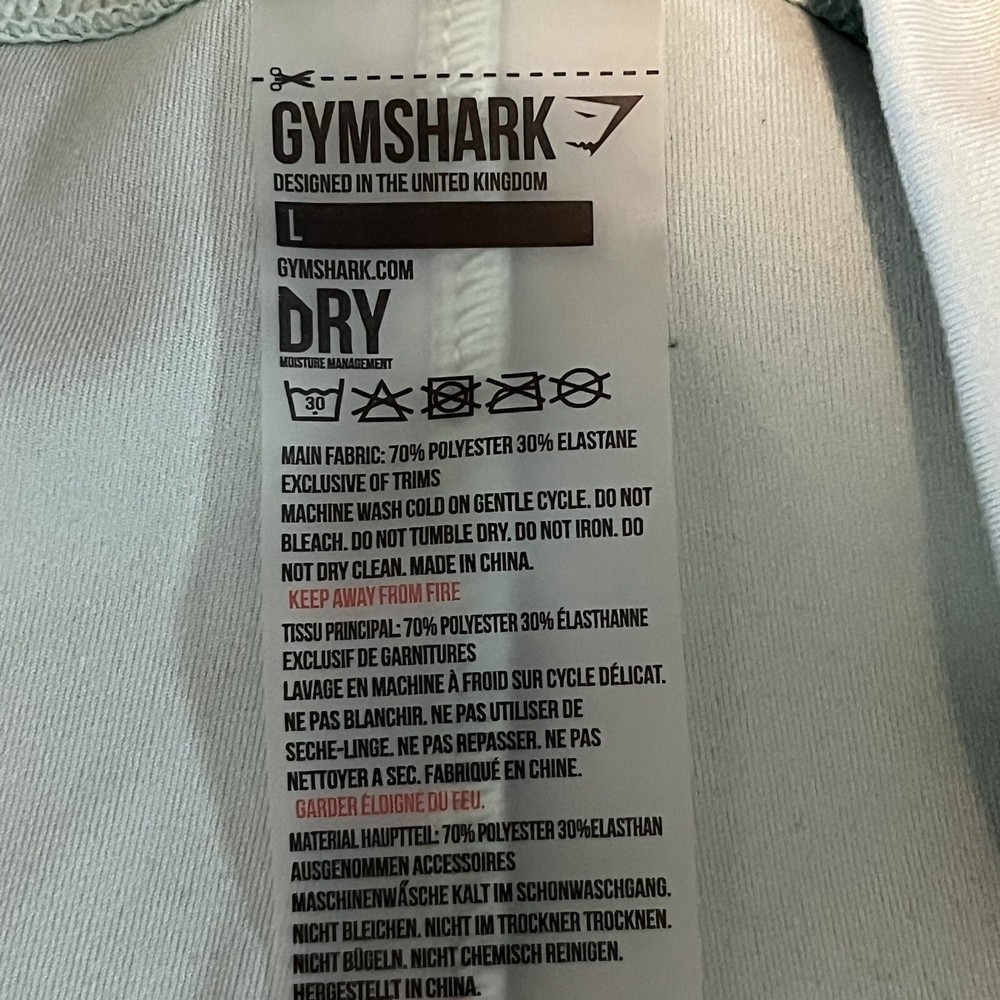 GYMSHARK
DESIGNED IN THE UNITED KINGDOM
L
GYMSHARK.COM
DRY
MOISTURE MANAGEMENT
30
MAIN FABRIC: 70% POLYESTER 30% ELASTANE
EXCLUSIVE OF TRIMS
MACHINE WASH COLD ON GENTLE CYCLE. DO NOT
BLEACH. DO NOT TUMBLE DRY. DO NOT IRON. DO
NOT DRY CLEAN. MADE IN CHINA.
KEEP AWAY FROM FIRE
TISSU PRINCIPAL: 70% POLYESTER 30% ÉLASTHANNE
EXCLUSIF DE GARNITURES
LAVAGE EN MACHINE À FROID SUR CYCLE DÉLICAT.
NE PAS BLANCHIR. NE PAS UTILISER DE
SECHE-LINGE. NE PAS REPASSER. NE PAS
NETTOYER A SEC. FABRIQUÉ EN CHINE.
GARDER ÉLOIGNÉ DU FEU.
MATERIAL HAUPTTEIL: 70% POLYESTER 30%ELASTHAN
AUSGENOMMEN ACCESSOIRES
MASCHINENWÄSCHE KALT IM SCHONWASCHGANG.
NICHT BLEICHEN. NICHT IM TROCKNER TROCKNEN.
NICHT BÜGELN. NICHT CHEMISCH REINIGEN.
HERGESTELLT IN CHINA.